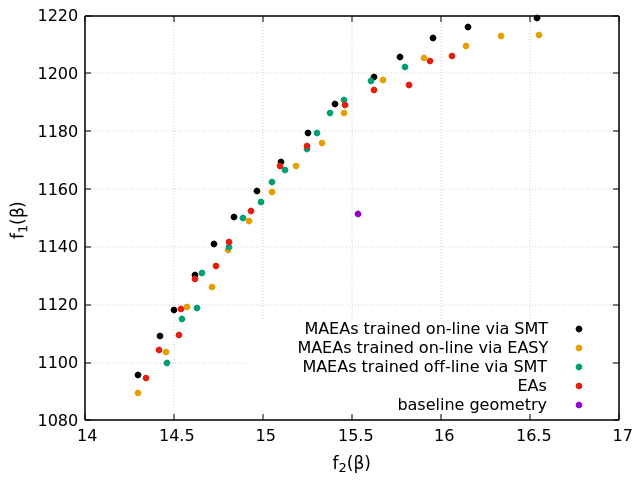 1220
1200
1180
1160
1140
1120
1100
1080
f1(β)
MAEAs trained on-line via SMT
MAEAs trained on-line via EASY
MAEAs trained off-line via SMT
EAs
baseline geometry
14 14.5 15 15.5 16 16.5 17
f2(β)